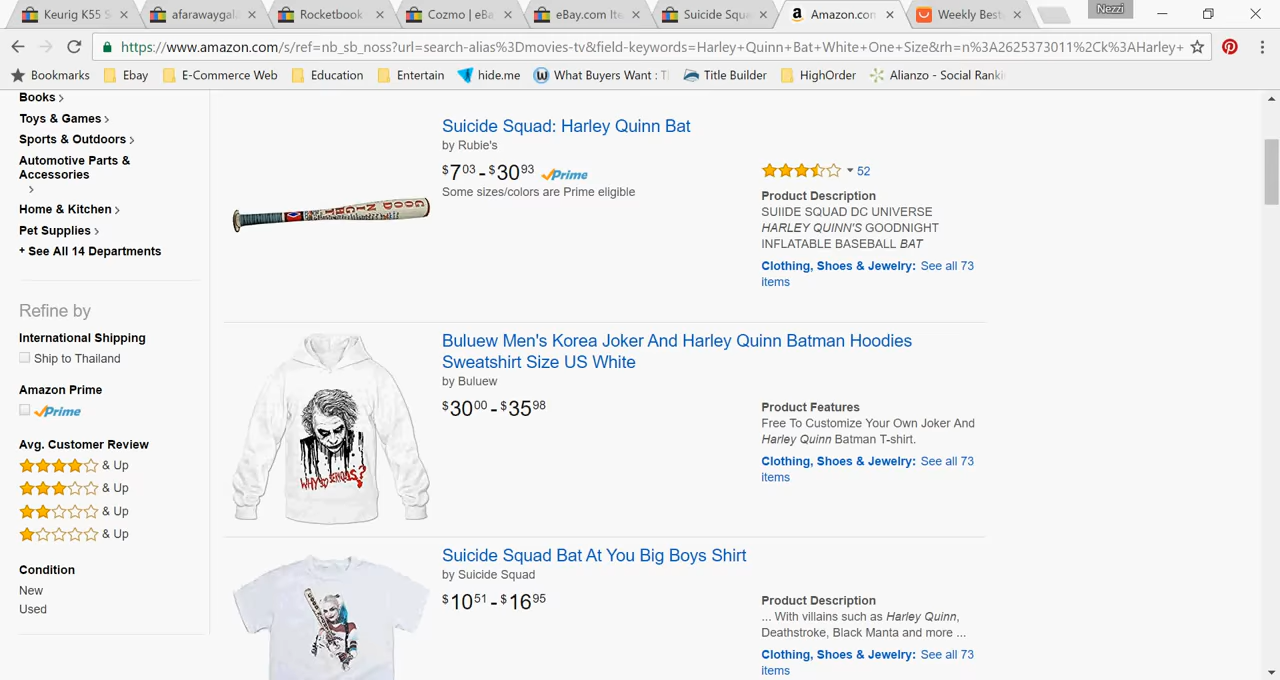 Keurig K55 S
afarawaygal
Rocketbook
Cozmo | eBa
eBay.com Ite
Suicide Squ
Amazon.com
Weekly Best
Nezzi
https://www.amazon.com/s/ref=nb_sb_noss?url=search-alias%3Dmovies-tv&field-keywords=Harley+Quinn+Bat+White+One+Size&rh=n%3A2625373011%2Ck%3AHarley+
Bookmarks
Ebay
E-Commerce Web
Education
Entertain
hide.me
What Buyers Want : T
Title Builder
HighOrder
Alianzo - Social Ranki
Books
Toys & Games
Sports & Outdoors
Automotive Parts &
Accessories
Home & Kitchen
Pet Supplies
+ See All 14 Departments
Refine by
International Shipping
Ship to Thailand
Amazon Prime
Prime
Avg. Customer Review
& Up
& Up
& Up
& Up
Condition
New
Used
Suicide Squad: Harley Quinn Bat
by Rubie's
$7 03 - $30 93 Prime
Some sizes/colors are Prime eligible
52
Product Description
SUIIDE SQUAD DC UNIVERSE
HARLEY QUINN'S GOODNIGHT
INFLATABLE BASEBALL BAT
Clothing, Shoes & Jewelry: See all 73
items
Buluew Men's Korea Joker And Harley Quinn Batman Hoodies
Sweatshirt Size US White
by Buluew
$30 00 - $35 98
WHY SO SERIOUS?
Product Features
Free To Customize Your Own Joker And
Harley Quinn Batman T-shirt.
Clothing, Shoes & Jewelry: See all 73
items
Suicide Squad Bat At You Big Boys Shirt
by Suicide Squad
$10 51 - $16 95
Product Description
... With villains such as Harley Quinn,
Deathstroke, Black Manta and more ...
Clothing, Shoes & Jewelry: See all 73
items